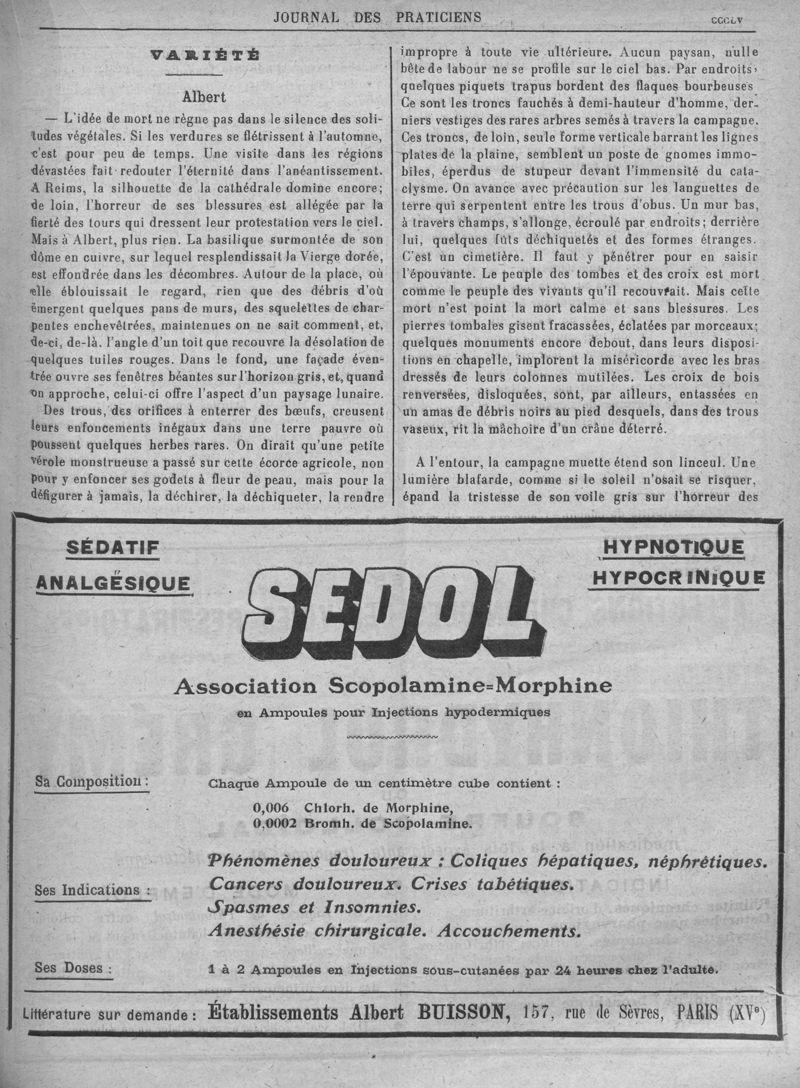 JOURNAL DES PRATICIENS
CCCLV
VARIÉTÉ
Albert
— L'idée de mort ne règne pas dans le silence des soli-
tudes végétales. Si les verdures se flétrissent à l'automne,
c'est pour peu de temps. Une visite dans les régions
dévastées fait redouter l'éternité dans l'anéantissement.
A Reims, la silhouette de la cathédrale domine encore;
de loin, l'horreur de ses blessures est allégée par la
fierté des tours qui dressent leur protestation vers le ciel.
Mais à Albert, plus rien. La basilique surmontée de son
dôme en cuivre, sur lequel resplendissait la Vierge dorée,
est effondrée dans les décombres. Autour de la place, où
elle éblouissait le regard, rien que des débris d'où
émergent quelques pans de murs, des squelettes de char-
pentes enchevêtrées, maintenues on ne sait comment, et,
de-ci, de-là. l'angle d'un toit que recouvre la désolation de
quelques tuiles rouges. Dans le fond, une façade éven-
trée ouvre ses fenêtres béantes sur l'horizon gris, et, quand
on approche, celui-ci offre l'aspect d'un paysage lunaire.
Des trous, des orifices à enterrer des bœufs, creusent
leurs enfoncements inégaux dans une terre pauvre où
poussent quelques herbes rares. On dirait qu'une petite
vérole monstrueuse a passé sur cette écorce agricole, non
pour y enfoncer ses godets à fleur de peau, mais pour la
défigurer à jamais, la déchirer, la déchiqueter, la rendre
impropre à toute vie ultérieure. Aucun paysan, nulle
bête de labour ne se profile sur le ciel bas. Par endroits,
quelques piquets trapus bordent des flaques bourbeuses
Ce sont les troncs fauchés à demi-hauteur d'homme, der-
niers vestiges des rares arbres semés à travers la campagne.
Ces troncs, de loin, seule forme verticale barrant les lignes
plates de la plaine, semblent un poste de gnomes immo-
biles, éperdus de stupeur devant l'immensité du cata-
clysme. On avance avec précaution sur les languettes de
terre qui serpentent entre les trous d'obus. Un mur bas,
à travers champs, s'allonge, écroulé par endroits; derrière
lui, quelques fûts déchiquetés et des formes étranges.
C'est un cimetière. Il faut y pénétrer pour en saisir
l'épouvante. Le peuple des tombes et des croix est mort
comme le peuple des vivants qu'il recouvrait. Mais cette
mort n'est point la mort calme et sans blessures. Les
pierres tombales gisent fracassées, éclatées par morceaux;
quelques monuments encore debout, dans leurs disposi-
tions en chapelle, implorent la miséricorde avec les bras
dressés de leurs colonnes mutilées. Les croix de bois
renversées, disloquées, sont, par ailleurs, entassées en
un amas de débris noirs au pied desquels, dans des trous
vaseux, rit la mâchoire d'un crâne déterré.
A l'entour, la campagne muette étend son linceul. Une
lumière blafarde, comme si le soleil n'osait se risquer,
épand la tristesse de son voile gris sur l'horreur des
SÉDATIF
ANALGÉSIQUE
HYPNOTIQUE
HYPOCRINIQUE
SEDOL
Association Scopolamine=Morphine
en Ampoules pour Injections hypodermiques
Sa Composition :
Chaque Ampoule de un centimètre cube contient :
0,006 Chlorh. de Morphine,
0,0002 Bromh. de Scopolamine.
Ses Indications :
Phénomènes douloureux : Coliques hépatiques, néphrétiques.
Cancers douloureux. Crises tabétiques.
Spasmes et Insomnies.
Anesthésie chirurgicale. Accouchements.
Ses Doses :
1 à 2 Ampoules en Injections sous-cutanées par 24 heures chez l'adulte.
Littérature sur demande : Établissements Albert BUISSON, 157, rue de Sèvres, PARIS (XVe)